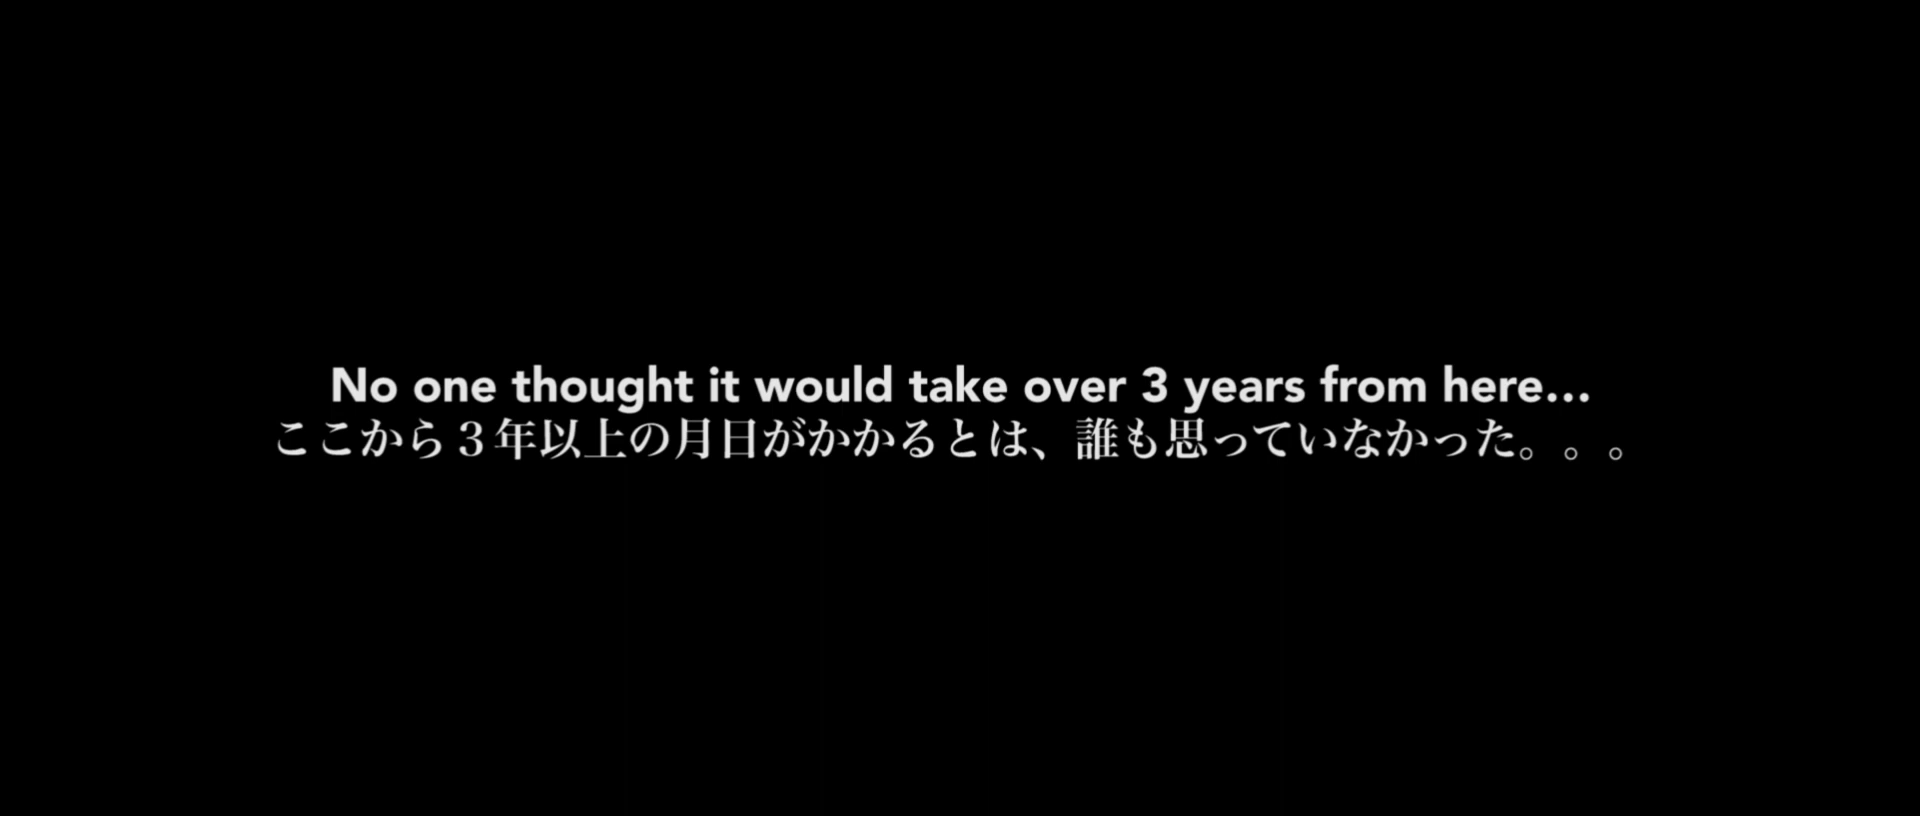 No one thought it would take over 3 years from here...
ここから３年以上の月日がかかるとは、誰も思っていなかった。。。